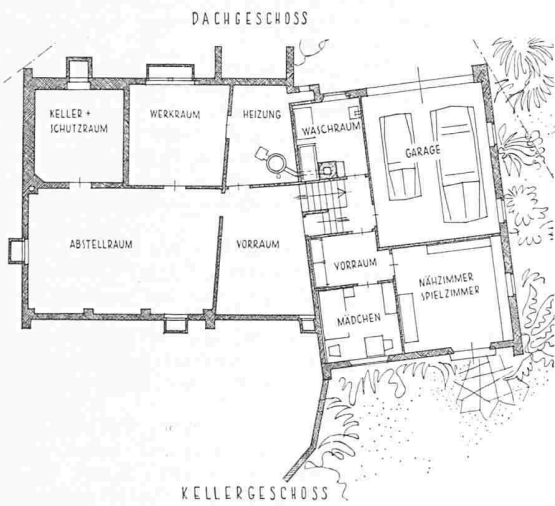 DACHGESCHOSS
KELLER +
SCHUTZRAUM
WERKRAUM
HEIZUNG
WASCHRAUM
GARAGE
ABSTELLRAUM
VORRAUM
VORRAUM
NÄHZIMMER
SPIELZIMMER
MÄDCHEN
KELLERGESCHOSS